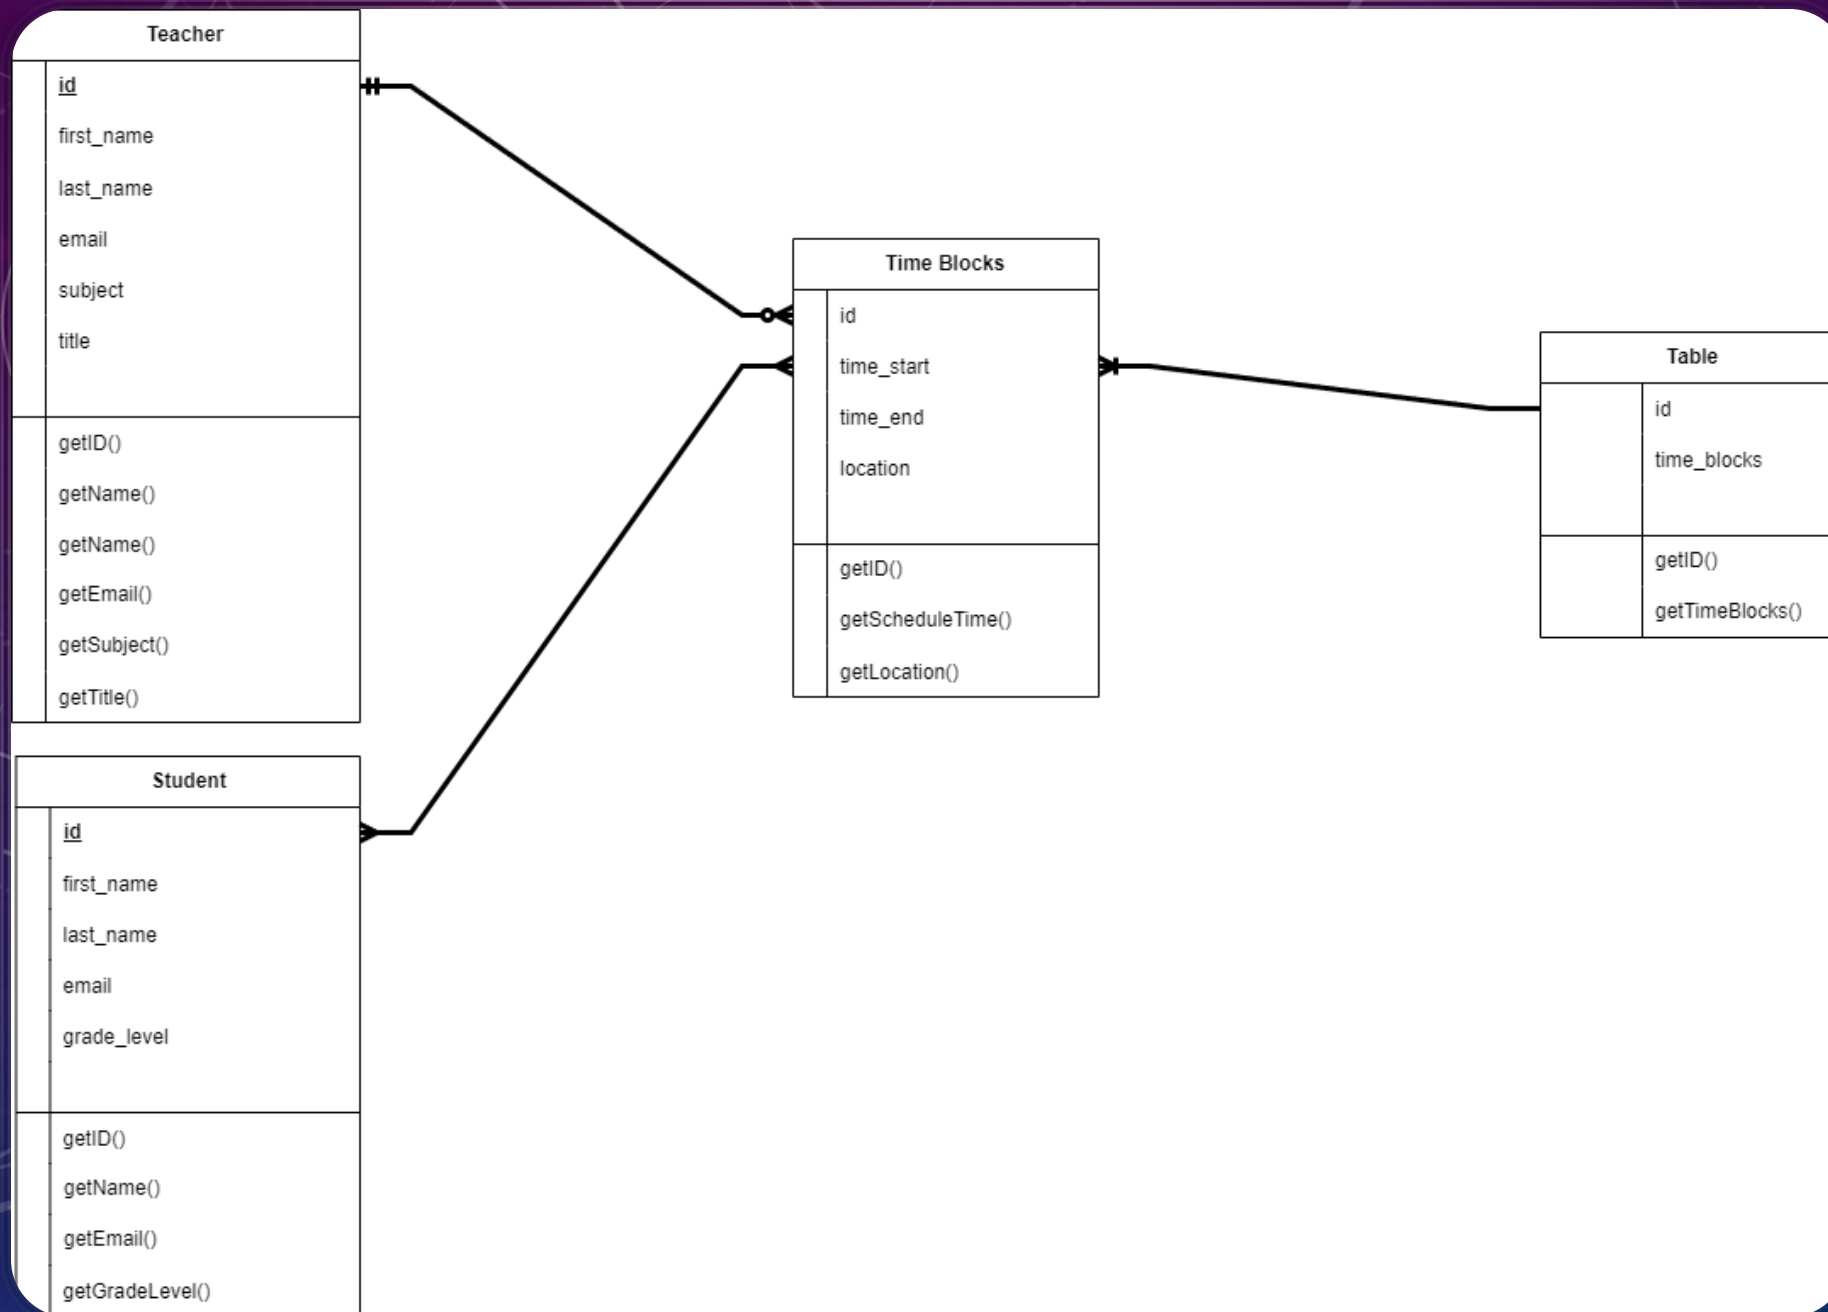 Teacher
id
first_name
last_name
email
subject
title
getID()
getName()
getName()
getEmail()
getSubject()
getTitle()
Student
id
first_name
last_name
email
grade_level
getID()
getName()
getEmail()
getGradeLevel()
Time Blocks
id
time_start
time_end
location
getID()
getScheduleTime()
getLocation()
Table
id
time_blocks
getID()
getTimeBlocks()